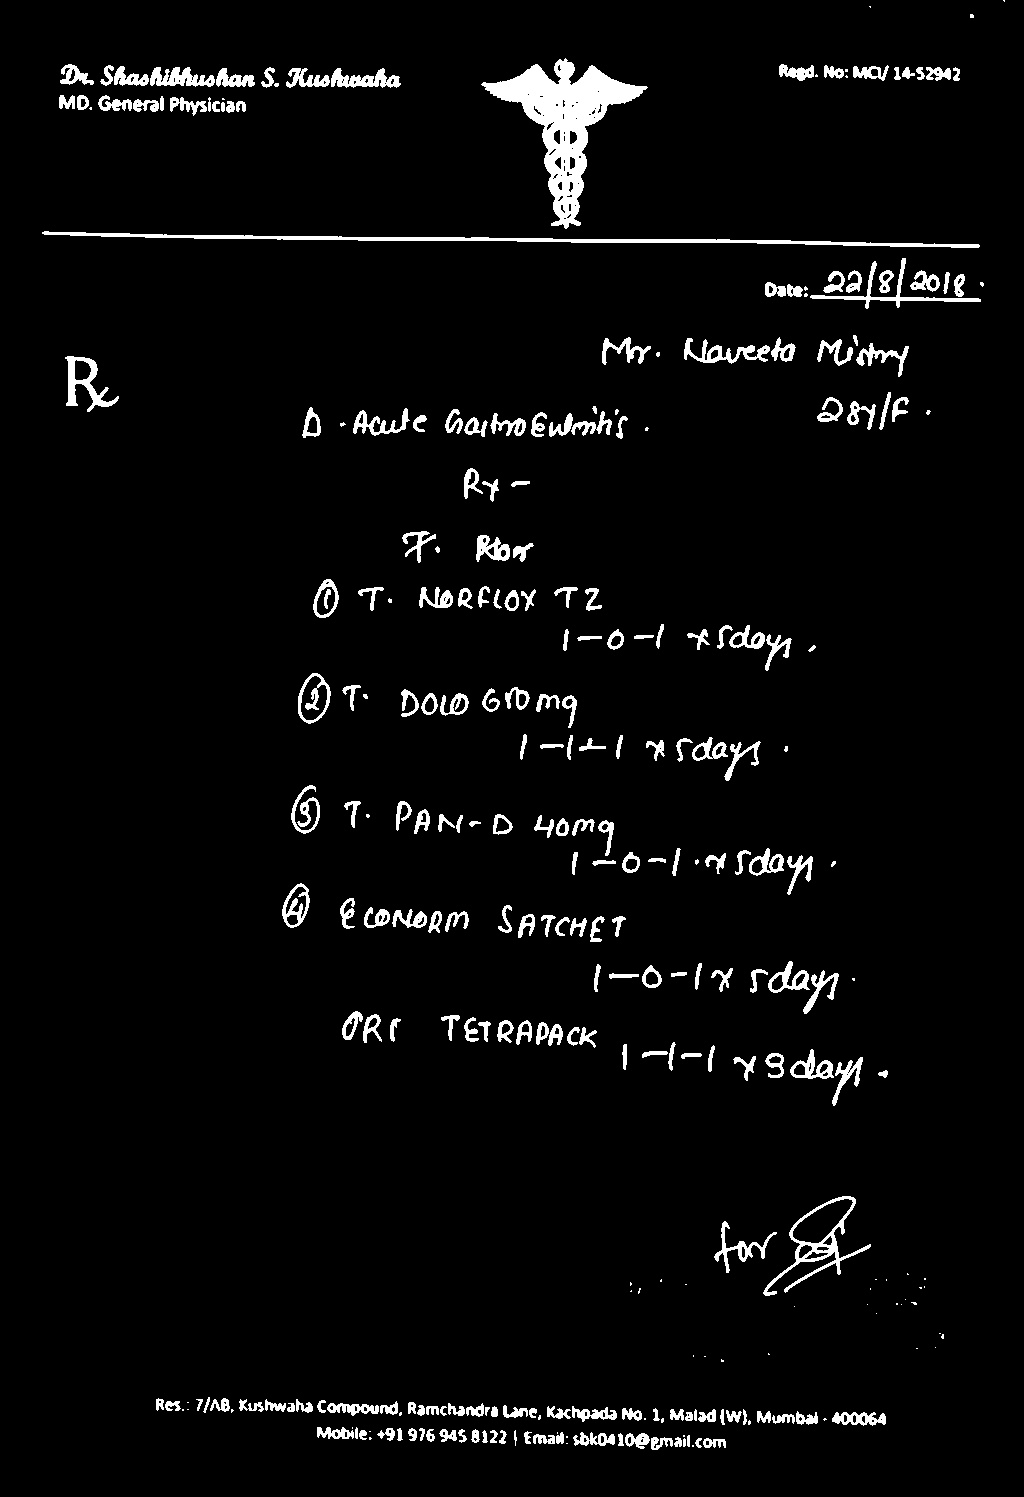 Dr. Shashibhushan S. Kushwaha
MD. General Physician
Regd. No: MCI/ 14-52942
Date: 22/8/2018.
Mr. Naveeta Mistry
28y/F.
Rx
Δ - Acute
Rx -
① T. NORFLOX TZ
1-0-1 x 5days.
② T. DOLO 650mg
1-1-1 x 5days.
③ T. PAN-D 40mg
1-0-1 x 5days.
④ ECONORM SATCHET
1-0-1 x 5days.
ORS TETRAPACK
1-1-1 x 3days.
for
Res.: 7/AB, Kushwaha Compound, Ramchandra Lane, Kachpada No. 1, Malad (W), Mumbai - 400064
Mobile: +91 976 945 8122 | Email: sbk0410@gmail.com